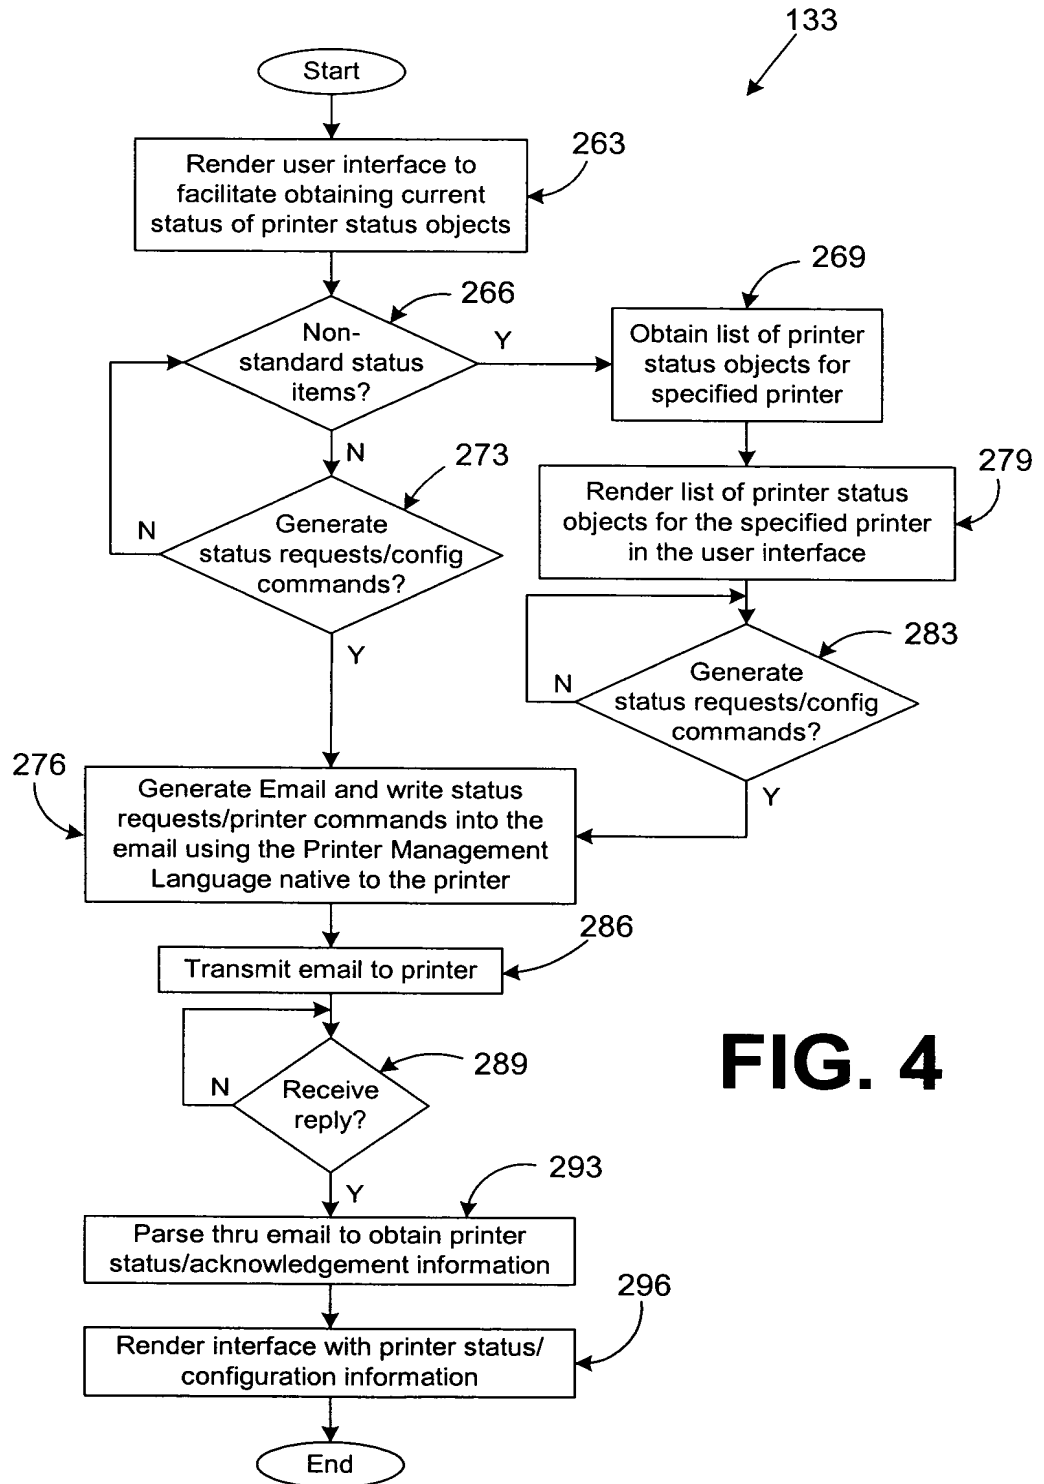 133
Start
263
Render user interface to
facilitate obtaining current
status of printer status objects
266
269
Non-
standard status
items?
Y
Obtain list of printer
status objects for
specified printer
N
273
279
Render list of printer status
objects for the specified printer
in the user interface
N
Generate
status requests/config
commands?
283
Y
N
Generate
status requests/config
commands?
276
Y
Generate Email and write status
requests/printer commands into the
email using the Printer Management
Language native to the printer
286
Transmit email to printer
289
N
Receive
reply?
FIG. 4
293
Y
Parse thru email to obtain printer
status/acknowledgement information
296
Render interface with printer status/
configuration information
End